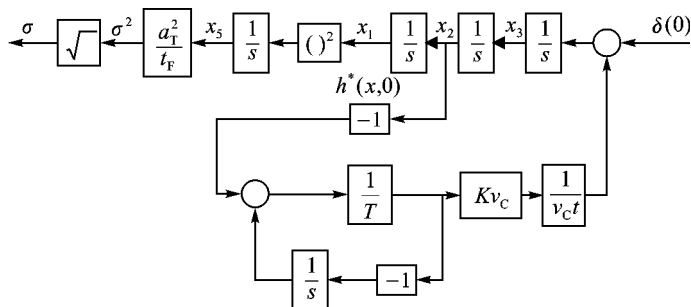 σ √ σ² a_T²/t_F x₅ 1/s ( )² x₁ 1/s x₂ 1/s x₃ 1/s δ(0)
h*(x,0)
−1
1/T Kv_C 1/(v_C t)
1/s −1